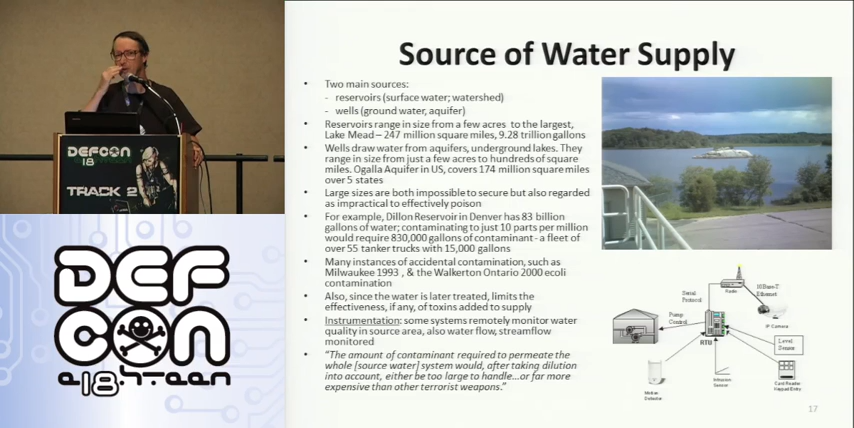 DEFCON
18
TRACK 2
DEF
CON
e18hteen
Source of Water Supply
• Two main sources:
- reservoirs (surface water; watershed)
- wells (ground water, aquifer)
• Reservoirs range in size from a few acres to the largest,
Lake Mead – 247 million square miles, 9.28 trillion gallons
• Wells draw water from aquifers, underground lakes. They
range in size from just a few acres to hundreds of square
miles. Ogalla Aquifer in US, covers 174 million square miles
over 5 states
• Large sizes are both impossible to secure but also regarded
as impractical to effectively poison
• For example, Dillon Reservoir in Denver has 83 billion
gallons of water; contaminating to just 10 parts per million
would require 830,000 gallons of contaminant - a fleet of
over 55 tanker trucks with 15,000 gallons
• Many instances of accidental contamination, such as
Milwaukee 1993 , & the Walkerton Ontario 2000 ecoli
contamination
• Also, since the water is later treated, limits the
effectiveness, if any, of toxins added to supply
• Instrumentation: some systems remotely monitor water
quality in source area, also water flow, streamflow
monitored
• "The amount of contaminant required to permeate the
whole [source water] system would, after taking dilution
into account, either be too large to handle...or far more
expensive than other terrorist weapons."
Serial
Protocol
Radio
10Base-T
Ethernet
IP Camera
Pump
Control
RTU
Level
Sensor
Motion
Detector
Intrusion
Sensor
Card Reader
Keypad Entry
17